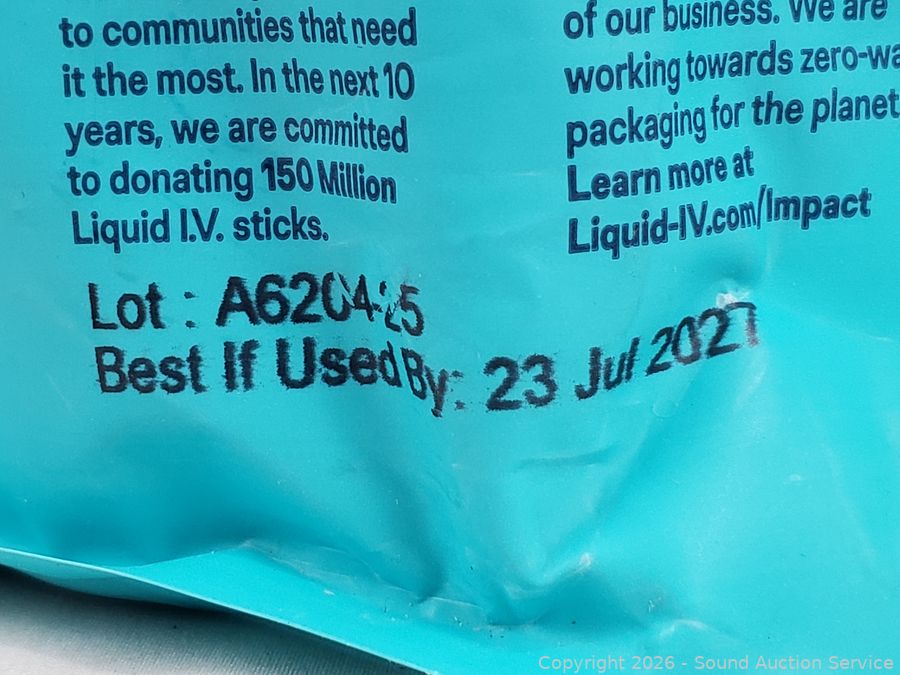 to communities that need
it the most. In the next 10
years, we are committed
to donating 150 Million
Liquid I.V. sticks.
of our business. We are
working towards zero-wa
packaging for the planet
Learn more at
Liquid-IV.com/Impact
Lot : A6204-25
Best If Used By: 23 Jul 2027
Copyright 2026 - Sound Auction Service